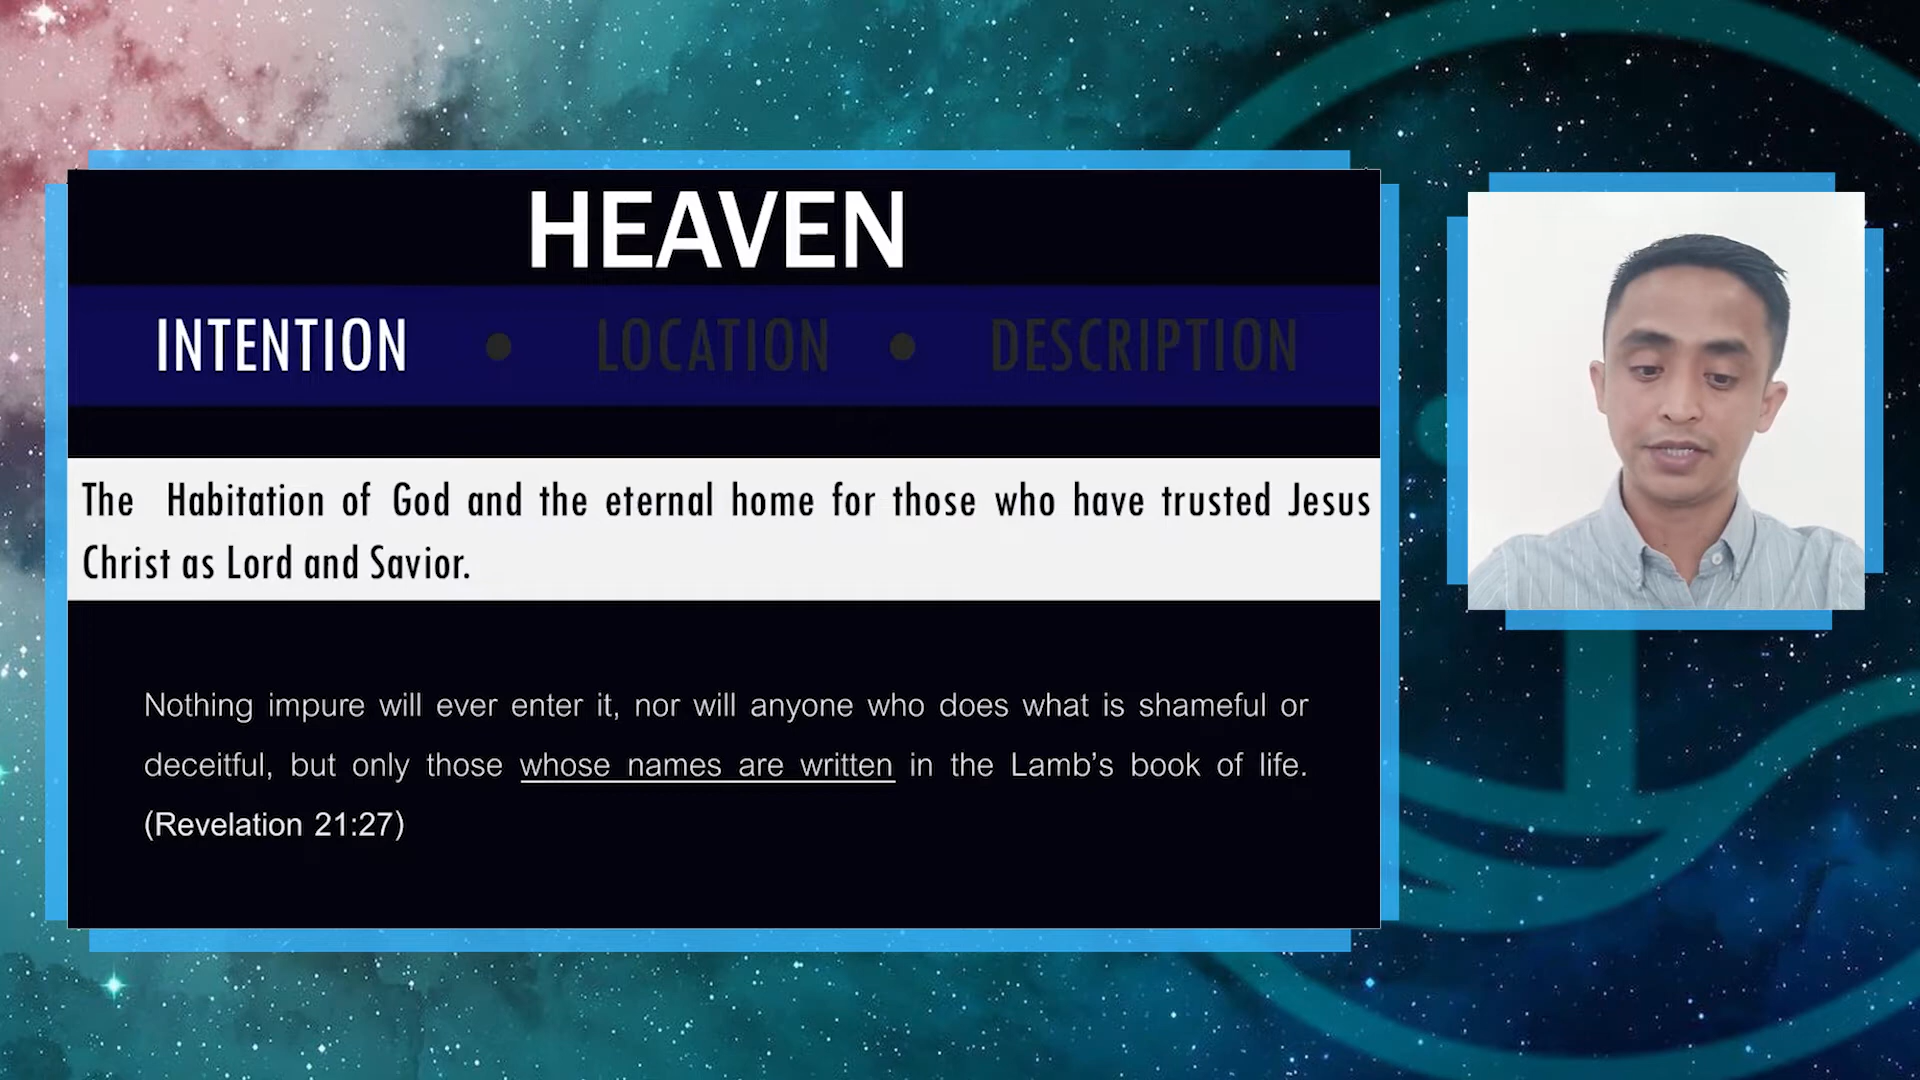 HEAVEN
INTENTION • LOCATION • DESCRIPTION
The Habitation of God and the eternal home for those who have trusted Jesus
Christ as Lord and Savior.
Nothing impure will ever enter it, nor will anyone who does what is shameful or
deceitful, but only those whose names are written in the Lamb’s book of life.
(Revelation 21:27)